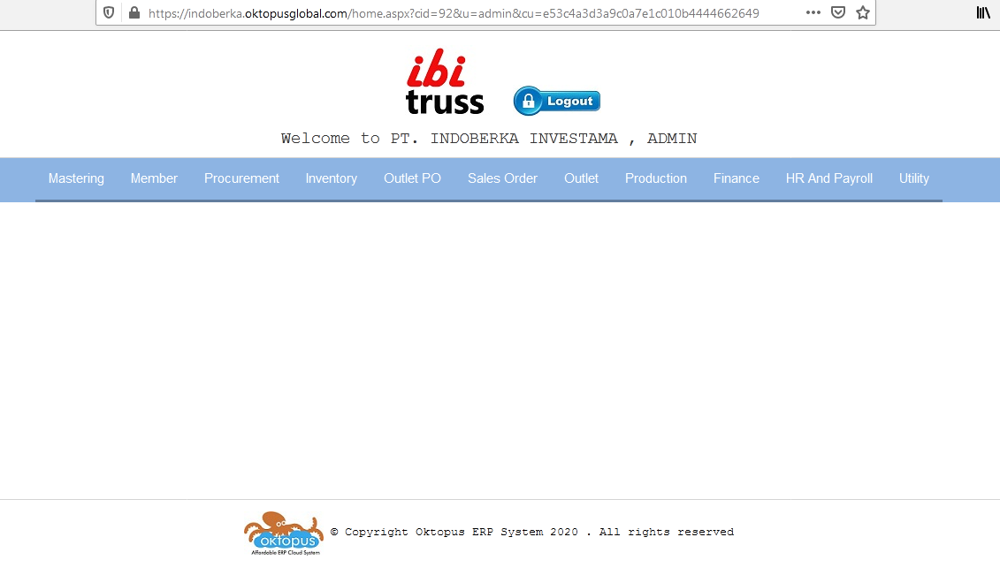 https://indoberka.oktopusglobal.com/home.aspx?cid=92&u=admin&cu=e53c4a3d3a9c0a7e1c010b4444662649
ibi
truss
Logout
Welcome to PT. INDOBERKA INVESTAMA , ADMIN
Mastering Member Procurement Inventory Outlet PO Sales Order Outlet Production Finance HR And Payroll Utility
oktopus
Affordable ERP Cloud System
© Copyright Oktopus ERP System 2020 . All rights reserved